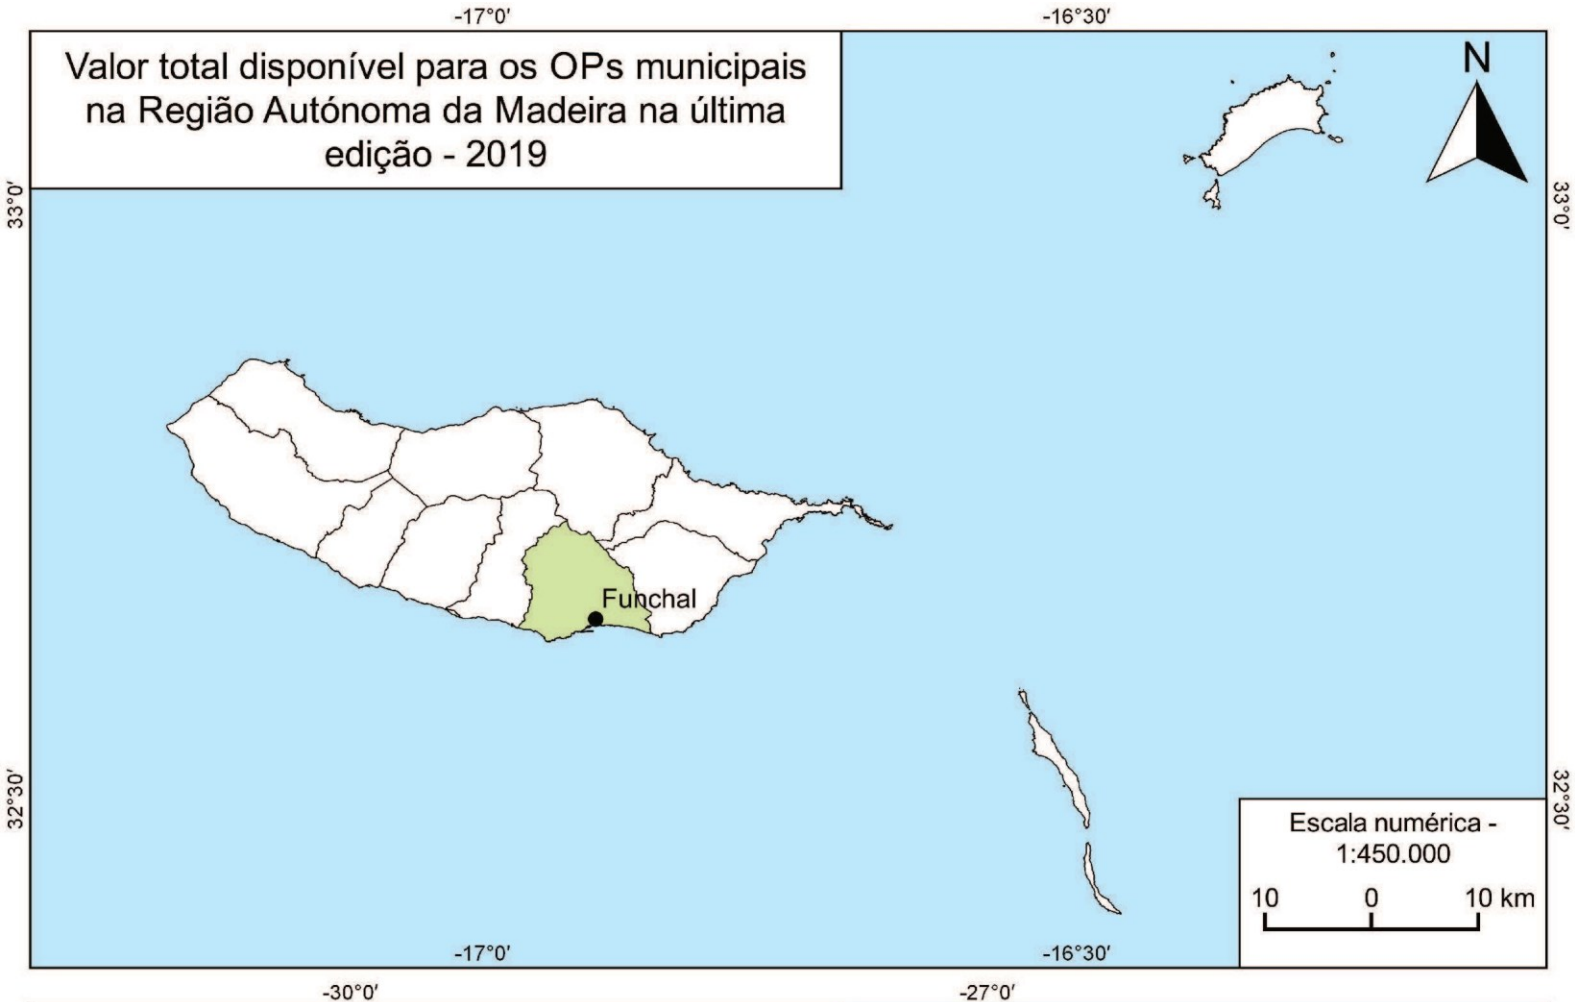 -17°0′
-16°30′
Valor total disponível para os OPs municipais
na Região Autónoma da Madeira na última
edição - 2019
N
33°0′
33°0′
Funchal
32°30′
32°30′
Escala numérica -
1:450.000
10 0 10 km
-17°0′
-16°30′
-30°0′
-27°0′